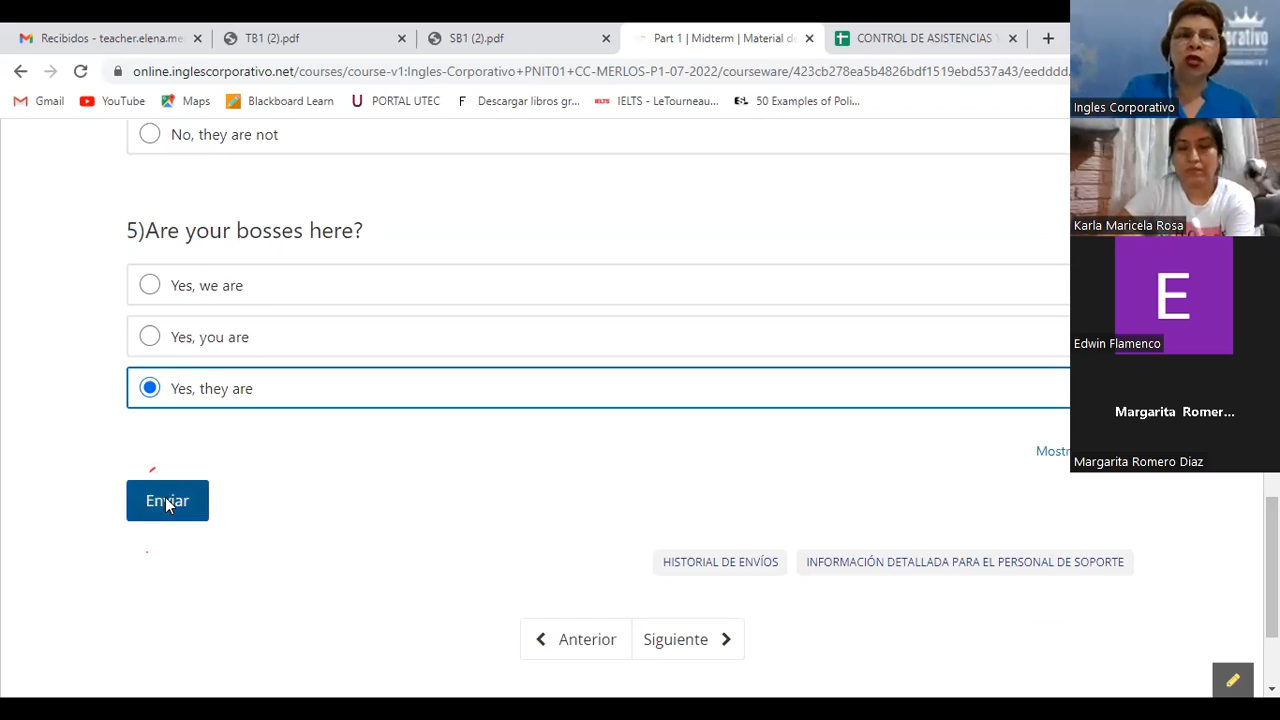 Recibidos - teacher.elena.me
TB1 (2).pdf
SB1 (2).pdf
Part 1 | Midterm | Material de
CONTROL DE ASISTENCIAS Y
online.inglescorporativo.net/courses/course-v1:Ingles-Corporativo+PNIT01+CC-MERLOS-P1-07-2022/courseware/423cb278ea5b4826bdf1519ebd537a43/eedddd
Gmail
YouTube
Maps
Blackboard Learn
PORTAL UTEC
Descargar libros gr...
IELTS - LeTourneau...
50 Examples of Pol...
No, they are not
5)Are your bosses here?
Yes, we are
Yes, you are
Yes, they are
Mostr
Enviar
HISTORIAL DE ENVÍOS
INFORMACIÓN DETALLADA PARA EL PERSONAL DE SOPORTE
Anterior
Siguiente
Ingles Corporativo
Karla Maricela Rosa
E
Edwin Flamenco
Margarita Romer...
Margarita Romero Diaz